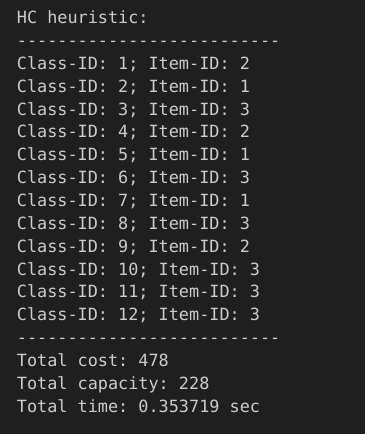 HC heuristic:
--------------------------
Class-ID: 1; Item-ID: 2
Class-ID: 2; Item-ID: 1
Class-ID: 3; Item-ID: 3
Class-ID: 4; Item-ID: 2
Class-ID: 5; Item-ID: 1
Class-ID: 6; Item-ID: 3
Class-ID: 7; Item-ID: 1
Class-ID: 8; Item-ID: 3
Class-ID: 9; Item-ID: 2
Class-ID: 10; Item-ID: 3
Class-ID: 11; Item-ID: 3
Class-ID: 12; Item-ID: 3
--------------------------
Total cost: 478
Total capacity: 228
Total time: 0.353719 sec